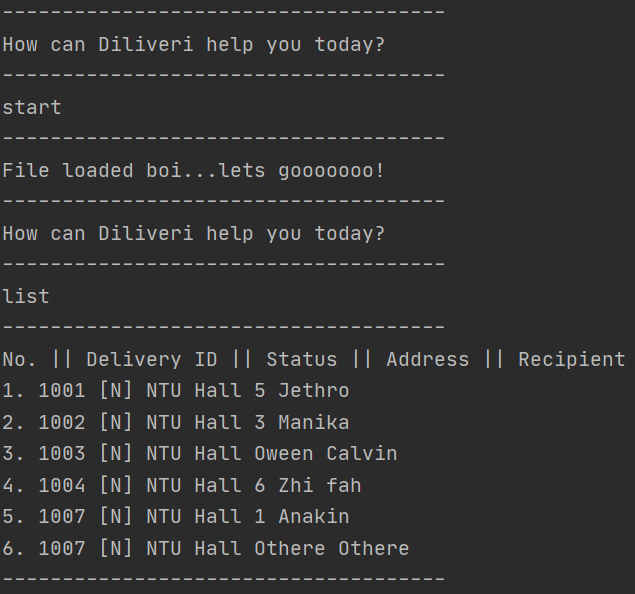 -------------------------------------
How can Diliveri help you today?
-------------------------------------
start
-------------------------------------
File loaded boi...lets gooooooo!
-------------------------------------
How can Diliveri help you today?
-------------------------------------
list
-------------------------------------
No. || Delivery ID || Status || Address || Recipient
1. 1001 [N] NTU Hall 5 Jethro
2. 1002 [N] NTU Hall 3 Manika
3. 1003 [N] NTU Hall Oween Calvin
4. 1004 [N] NTU Hall 6 Zhi fah
5. 1007 [N] NTU Hall 1 Anakin
6. 1007 [N] NTU Hall Othere Othere
-------------------------------------